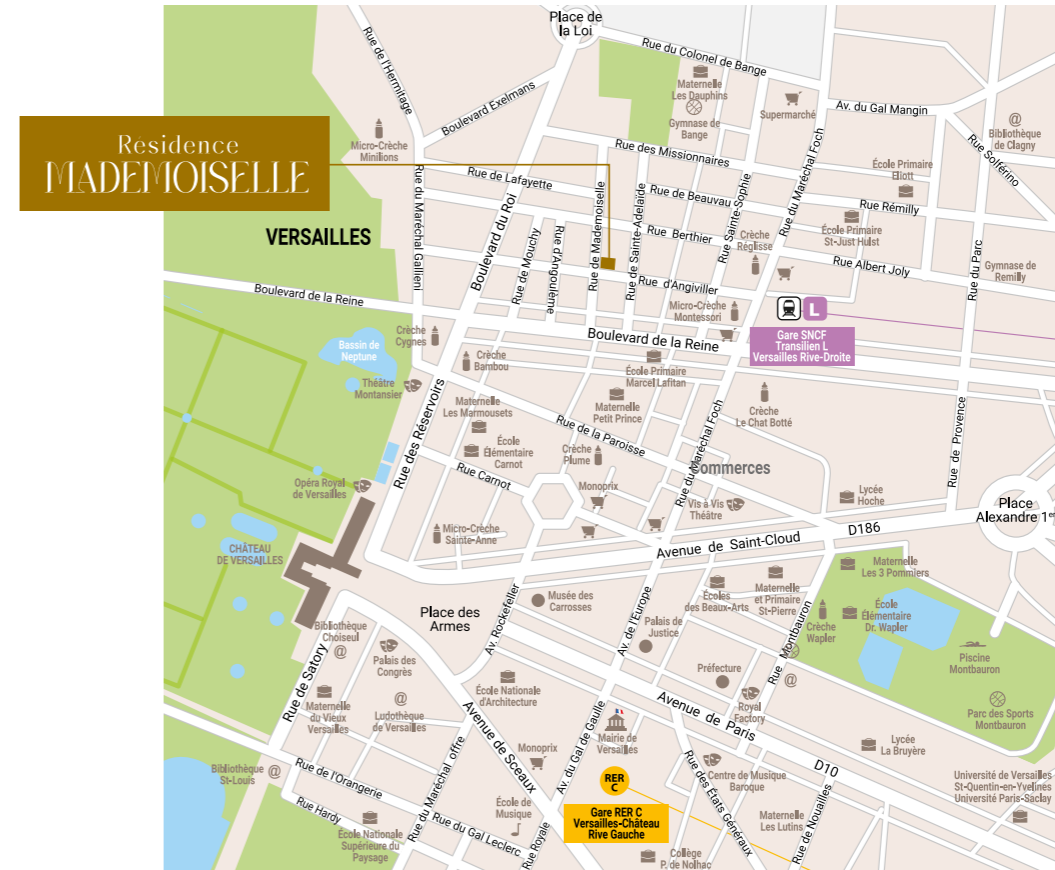 Place de
la Loi
Rue du Colonel de Bange
Rue de l'Hermitage
Boulevard Exelmans
Maternelle
Les Dauphins
Gymnase de
Bange
Supermarché
Av. du Gal Mangin
@
Bibliothèque
de Clagny
Rue Solférino
Micro-Crèche
Minilions
Résidence
MADEMOISELLE
Rue des Missionnaires
Rue du Maréchal Foch
École Primaire
Eliott
Rue de Lafayette
Rue de Beauvau
Rue Rémilly
Rue du Maréchal Gallieni
Boulevard du Roi
Rue de Mademoiselle
Rue de Sainte-Adelaide
Rue Sainte-Sophie
VERSAILLES
Rue de Mouchy
Rue d'Angoulème
Rue Berthier
Crèche
Réglisse
École Primaire
St-Just Hulst
Rue Albert Joly
Rue du Parc
Gymnase de
Remilly
Rue d'Angiviller
Boulevard de la Reine
Micro-Crèche
Montessori
L
Gare SNCF
Transilien L
Versailles Rive-Droite
Boulevard de la Reine
Crèche
Cygnes
Bassin de
Neptune
Crèche
Bambou
École Primaire
Marcel Lafitan
Théâtre
Montansier
Maternelle
Les Marmousets
Maternelle
Petit Prince
Crèche
Le Chat Botté
Rue des Réservoirs
Rue de la Paroisse
Rue du Maréchal Foch
Rue de Provence
École
Élémentaire
Carnot
Crèche
Plume
Commerces
Rue Carnot
Opéra Royal
de Versailles
Monoprix
Vis à Vis
Théâtre
Lycée
Hoche
Place
Alexandre 1er
Micro-Crèche
Sainte-Anne
D186
Avenue de Saint-Cloud
CHÂTEAU
DE VERSAILLES
Maternelle
Les 3 Pommiers
Place des
Armes
Av. Rockefeller
Musée des
Carrosses
Av. de l'Europe
Écoles
des Beaux-Arts
Maternelle
et Primaire
St-Pierre
Crèche
Wapler
École
Élémentaire
Dr. Wapler
Bibliothèque
Choiseul
@
Palais de
Justice
Rue Montbauron
Piscine
Montbauron
Palais des
Congrès
Rue de Satory
Préfecture
@
École Nationale
d'Architecture
Maternelle
du Vieux
Versailles
@
Ludothèque
de Versailles
Royal
Factory
Parc des Sports
Montbauron
Avenue de Paris
Avenue de Sceaux
Av. du Gal de Gaulle
Mairie de
Versailles
Lycée
La Bruyère
Monoprix
Bibliothèque
St-Louis
@
Rue de l'Orangerie
Rue du Maréchal offre
RER
C
Centre de Musique
Baroque
D10
Université de Versailles
St-Quentin-en-Yvelines
Université Paris-Saclay
Rue Hardy
École de
Musique
Gare RER C
Versailles-Château
Rive Gauche
Rue des États Généraux
Maternelle
Les Lutins
Rue de Noailles
École Nationale
Supérieure du
Paysage
Rue du Gal Leclerc
Rue Royale
Collège
P. de Nolhac